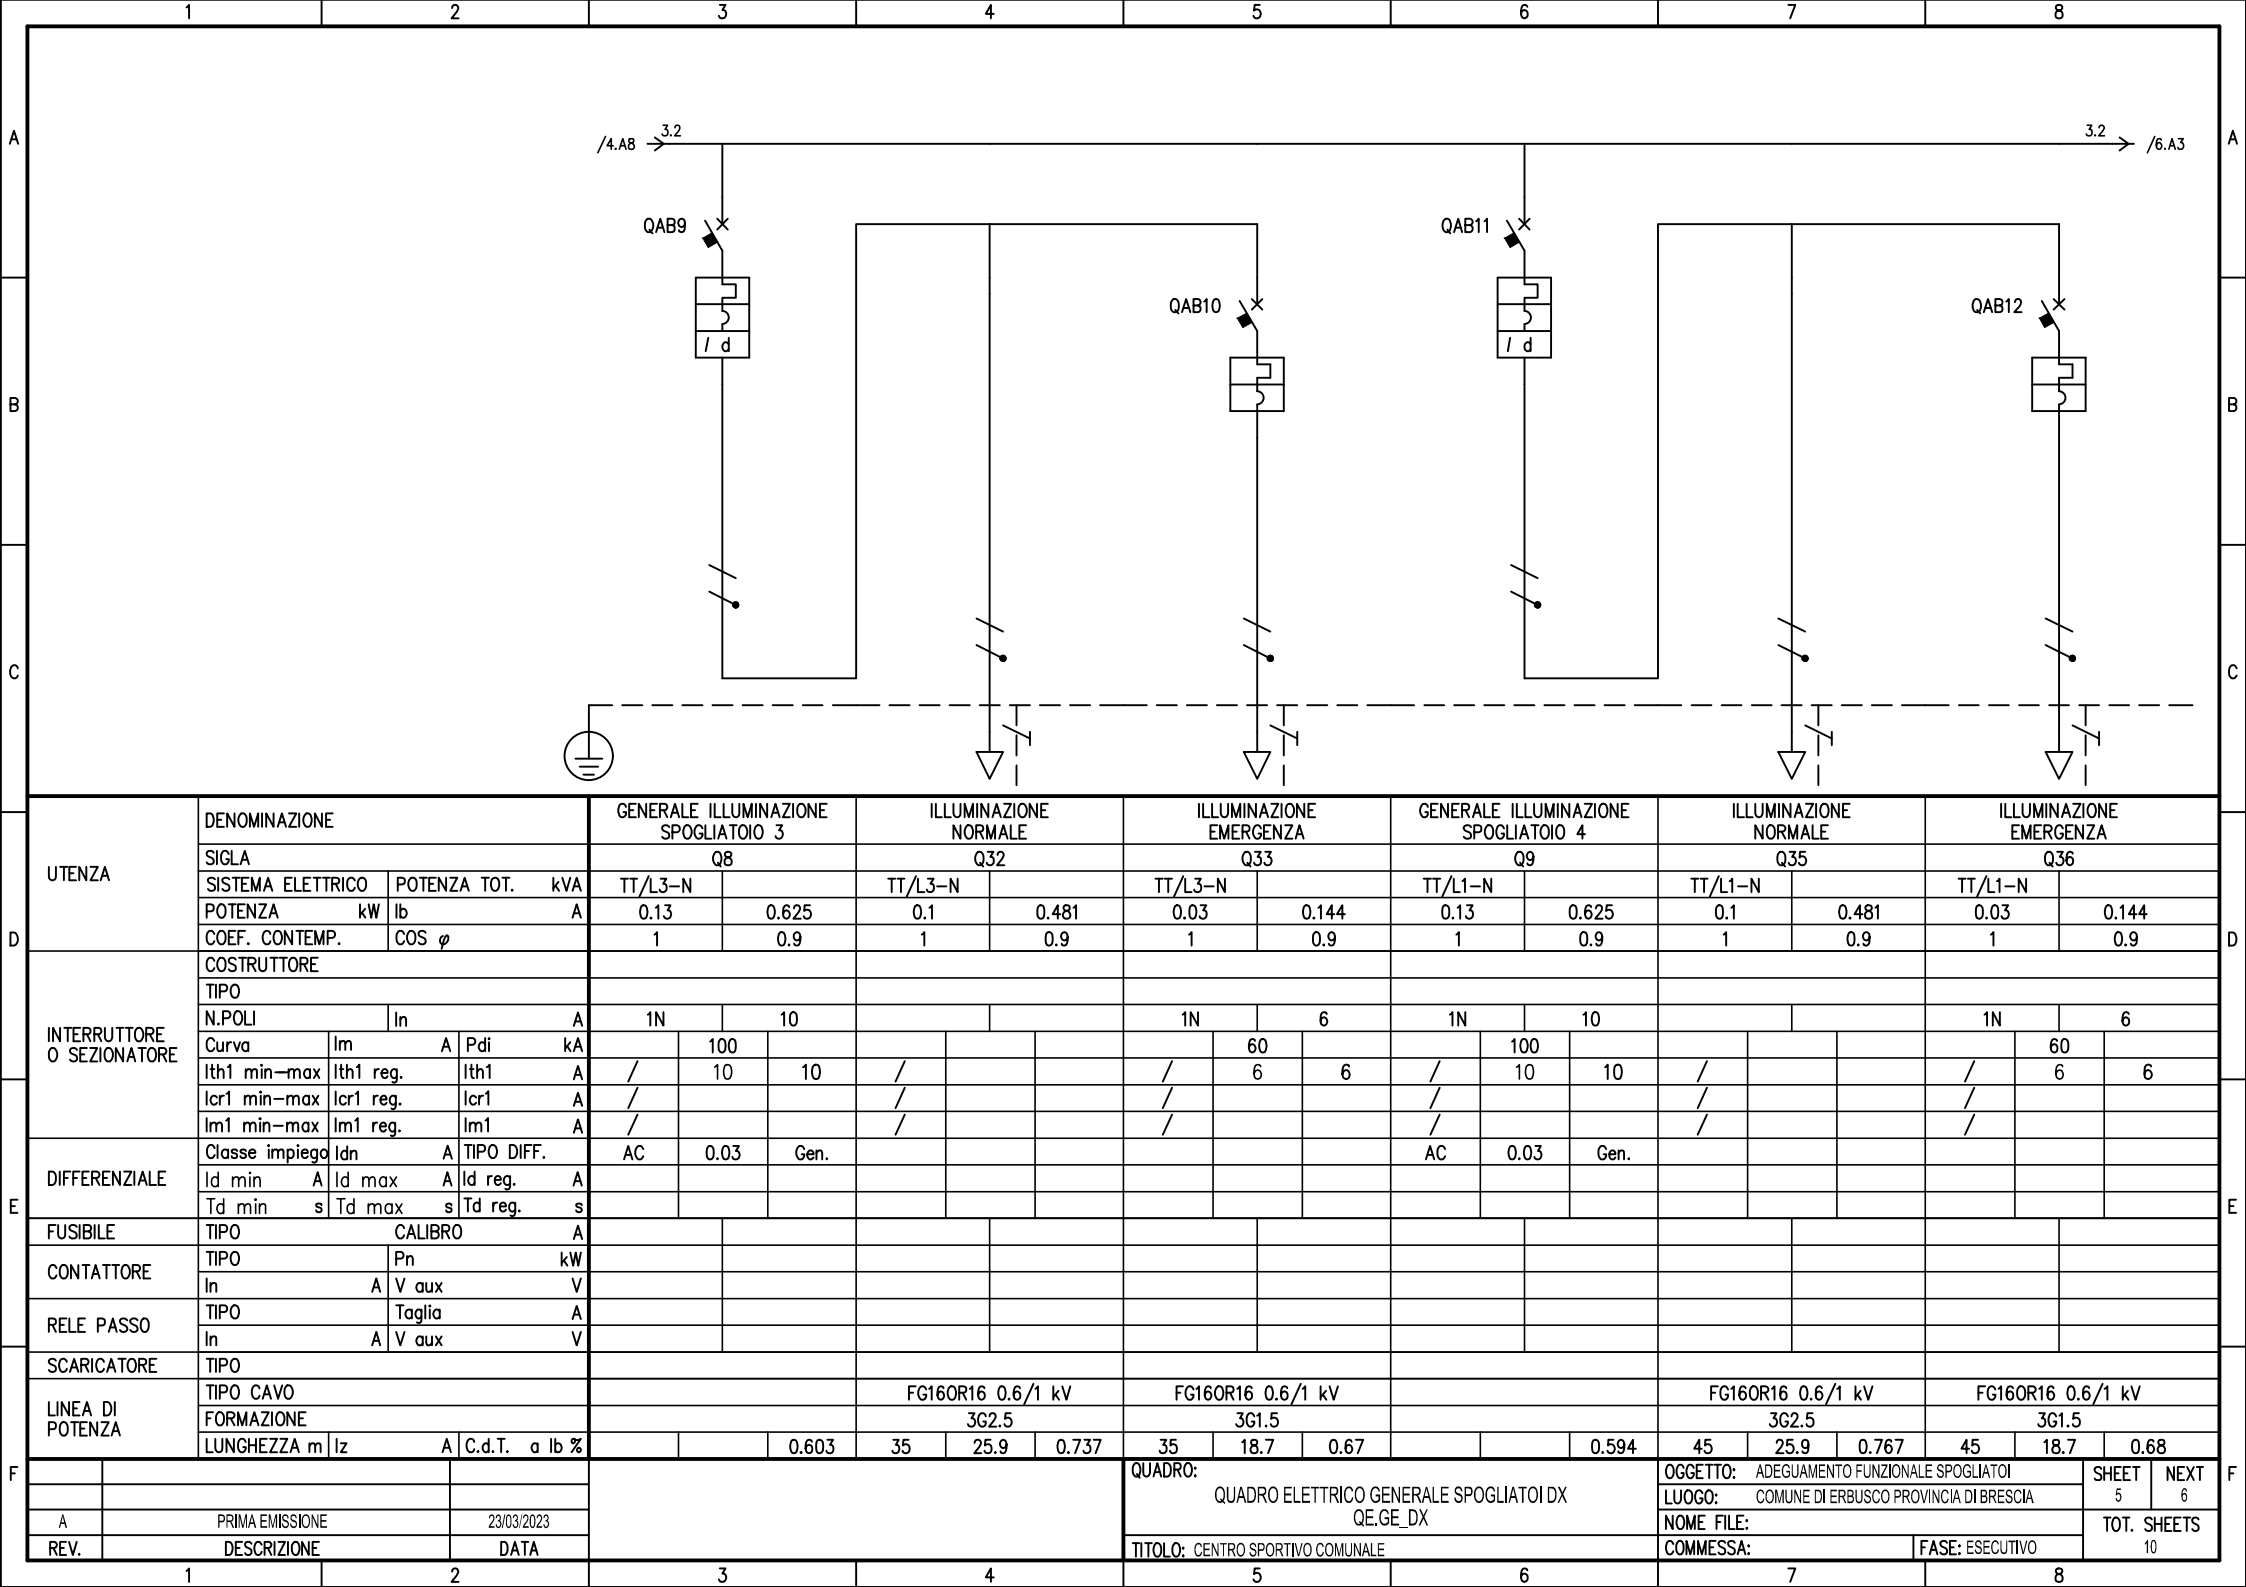 1 2 3 4 5 6 7 8
A A
/4.A8 3.2 3.2 /6.A3
QAB9 QAB11
QAB10 QAB12
I d I d
B B
C C
UTENZA
DENOMINAZIONE
GENERALE ILLUMINAZIONE SPOGLIATOIO 3
ILLUMINAZIONE NORMALE
ILLUMINAZIONE EMERGENZA
GENERALE ILLUMINAZIONE SPOGLIATOIO 4
ILLUMINAZIONE NORMALE
ILLUMINAZIONE EMERGENZA
SIGLA Q8 Q32 Q33 Q9 Q35 Q36
SISTEMA ELETTRICO POTENZA TOT. kVA TT/L3-N TT/L3-N TT/L3-N TT/L1-N TT/L1-N TT/L1-N
POTENZA kW Ib A 0.13 0.625 0.1 0.481 0.03 0.144 0.13 0.625 0.1 0.481 0.03 0.144
D COEF. CONTEMP. COS φ 1 0.9 1 0.9 1 0.9 1 0.9 1 0.9 1 0.9 D
INTERRUTTORE
O SEZIONATORE
COSTRUTTORE
TIPO
N.POLI In A 1N 10 1N 6 1N 10 1N 6
Curva Im A Pdi kA 100 60 100 60
Ith1 min-max Ith1 reg. Ith1 A / 10 10 / / 6 6 / 10 10 / / 6 6
Icr1 min-max Icr1 reg. Icr1 A / / / / / /
Im1 min-max Im1 reg. Im1 A / / / / / /
DIFFERENZIALE
Classe impiego Idn A TIPO DIFF. AC 0.03 Gen. AC 0.03 Gen.
Id min A Id max A Id reg. A
E Td min s Td max s Td reg. s E
FUSIBILE TIPO CALIBRO A
CONTATTORE
TIPO Pn kW
In A V aux V
RELE PASSO
TIPO Taglia A
In A V aux V
SCARICATORE TIPO
LINEA DI
POTENZA
TIPO CAVO FG16OR16 0.6/1 kV FG16OR16 0.6/1 kV FG16OR16 0.6/1 kV FG16OR16 0.6/1 kV
FORMAZIONE 3G2.5 3G1.5 3G2.5 3G1.5
LUNGHEZZA m Iz A C.d.T. a Ib % 0.603 35 25.9 0.737 35 18.7 0.67 0.594 45 25.9 0.767 45 18.7 0.68
F F
A PRIMA EMISSIONE 23/03/2023
REV. DESCRIZIONE DATA
QUADRO:
QUADRO ELETTRICO GENERALE SPOGLIATOI DX
QE.GE_DX
TITOLO: CENTRO SPORTIVO COMUNALE
OGGETTO: ADEGUAMENTO FUNZIONALE SPOGLIATOI
LUOGO: COMUNE DI ERBUSCO PROVINCIA DI BRESCIA
NOME FILE:
COMMESSA: FASE: ESECUTIVO
SHEET NEXT
5 6
TOT. SHEETS
10
1 2 3 4 5 6 7 8